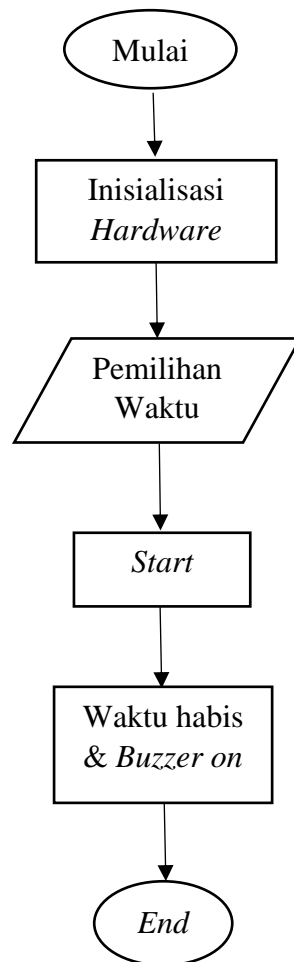 Mulai
Inisialisasi
Hardware
Pemilihan
Waktu
Start
Waktu habis
& Buzzer on
End